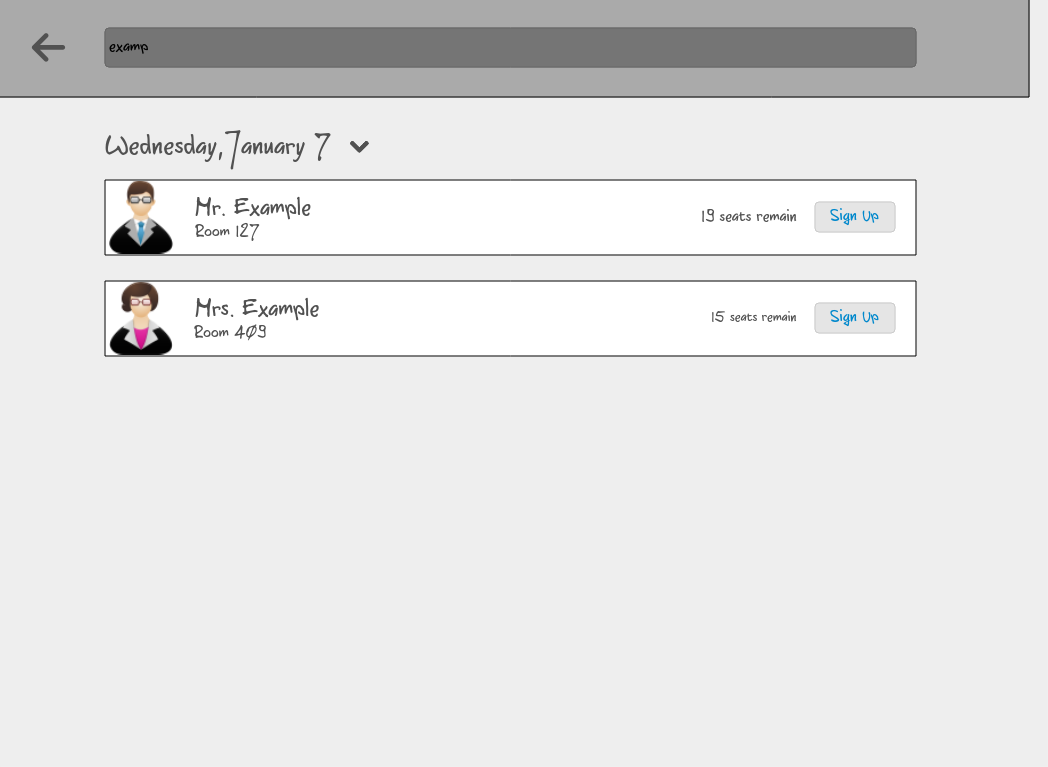 examp
Wednesday, January 7
Mr. Example
Room 127
19 seats remain
Sign Up
Mrs. Example
Room 409
15 seats remain
Sign Up